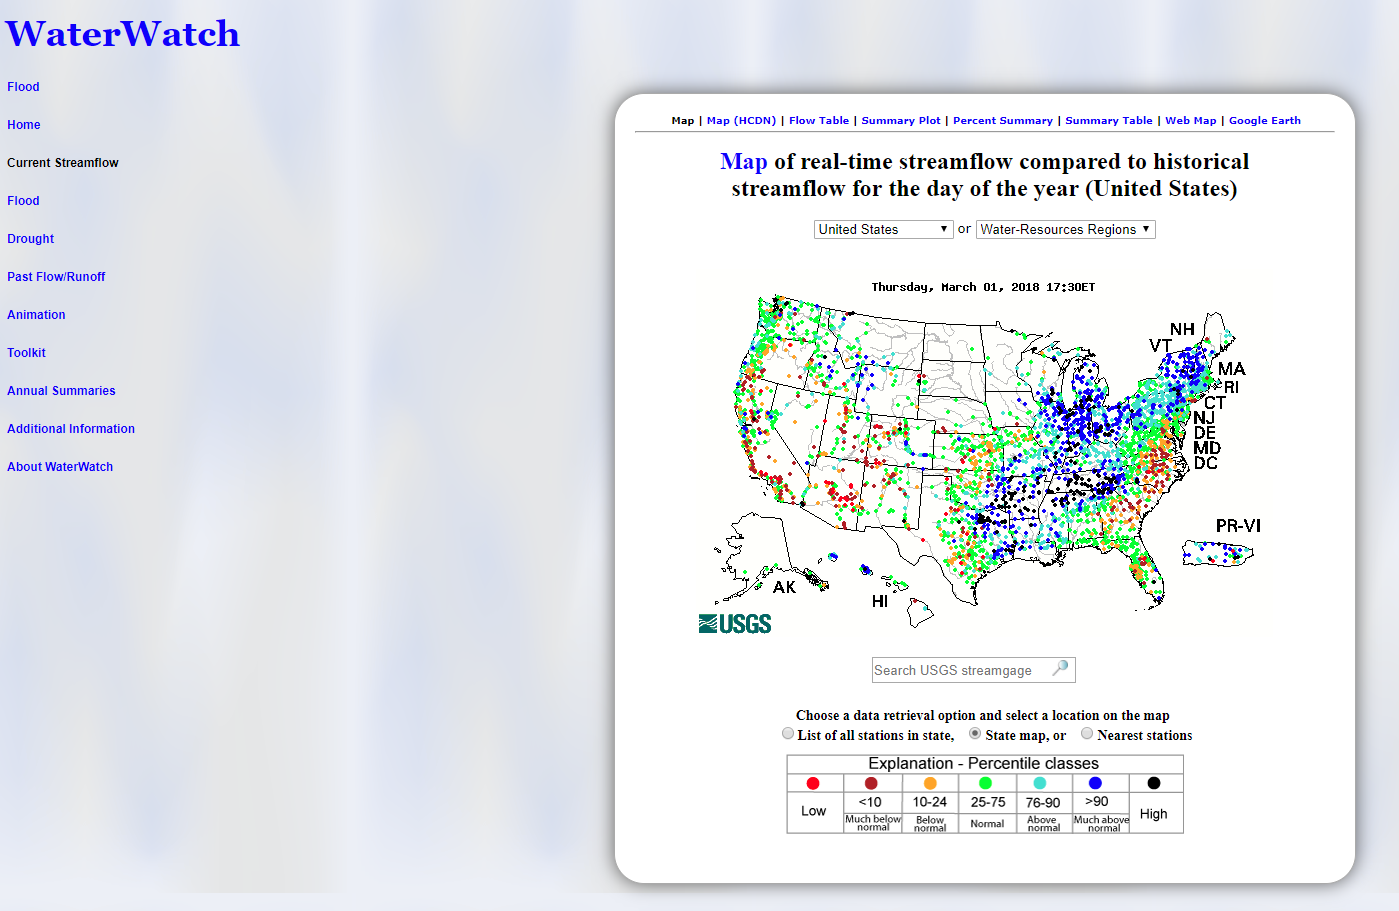 WaterWatch
Flood
Home
Current Streamflow
Flood
Drought
Past Flow/Runoff
Animation
Toolkit
Annual Summaries
Additional Information
About WaterWatch
Map | Map (HCDN) | Flow Table | Summary Plot | Percent Summary | Summary Table | Web Map | Google Earth
Map of real-time streamflow compared to historical
streamflow for the day of the year (United States)
United States or Water-Resources Regions
Thursday, March 01, 2018 17:30ET
NH
VT
MA
RI
CT
NJ
DE
MD
DC
PR-VI
AK
HI
USGS
Search USGS streamgage
Choose a data retrieval option and select a location on the map
List of all stations in state, State map, or Nearest stations
Explanation - Percentile classes
Low <10 10-24 25-75 76-90 >90 High
Much below normal Below normal Normal Above normal Much above normal